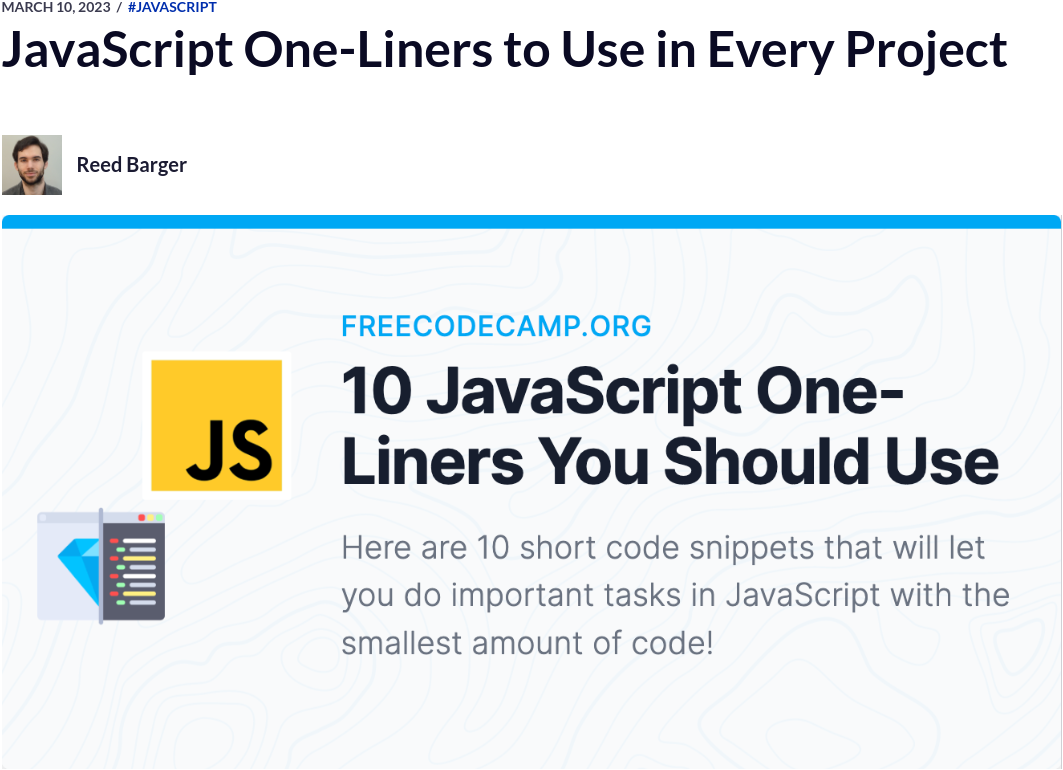 MARCH 10, 2023 / #JAVASCRIPT
JavaScript One-Liners to Use in Every Project
Reed Barger
FREECODECAMP.ORG
10 JavaScript One-
Liners You Should Use
JS
Here are 10 short code snippets that will let
you do important tasks in JavaScript with the
smallest amount of code!